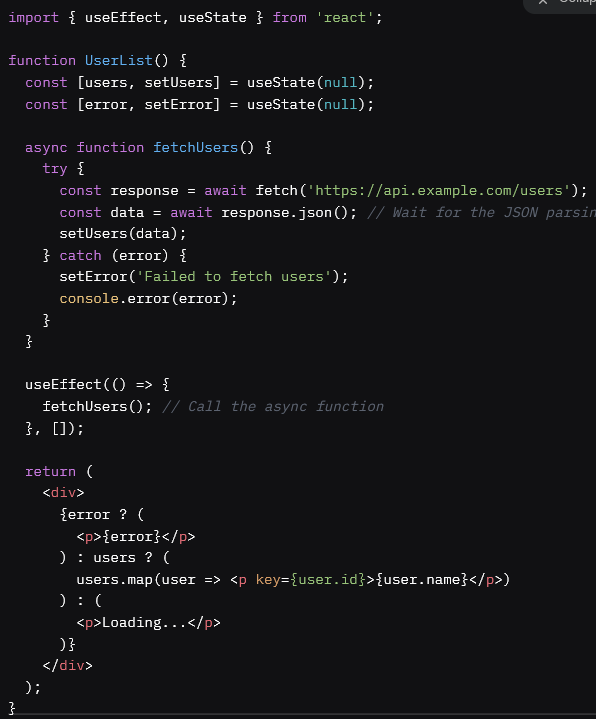 import { useEffect, useState } from 'react';

function UserList() {
  const [users, setUsers] = useState(null);
  const [error, setError] = useState(null);

  async function fetchUsers() {
    try {
      const response = await fetch('https://api.example.com/users');
      const data = await response.json(); // Wait for the JSON
      setUsers(data);
    } catch (error) {
      setError('Failed to fetch users');
      console.error(error);
    }
  }

  useEffect(() => {
    fetchUsers(); // Call the async function
  }, []);

  return (
    <div>
      {error ? (
        <p>{error}</p>
      ) : users ? (
        users.map(user => <p key={user.id}>{user.name}</p>)
      ) : (
        <p>Loading...</p>
      )}
    </div>
  );
}